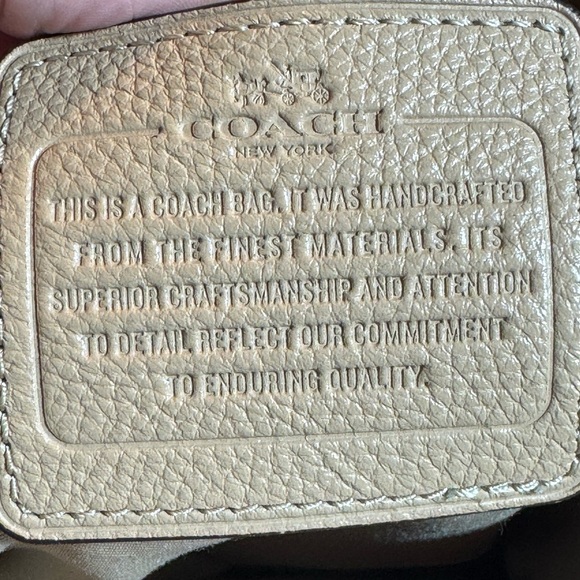 COACH
NEW YORK
THIS IS A COACH BAG. IT WAS HANDCRAFTED
FROM THE FINEST MATERIALS. ITS
SUPERIOR CRAFTSMANSHIP AND ATTENTION
TO DETAIL REFLECT OUR COMMITMENT
TO ENDURING QUALITY.